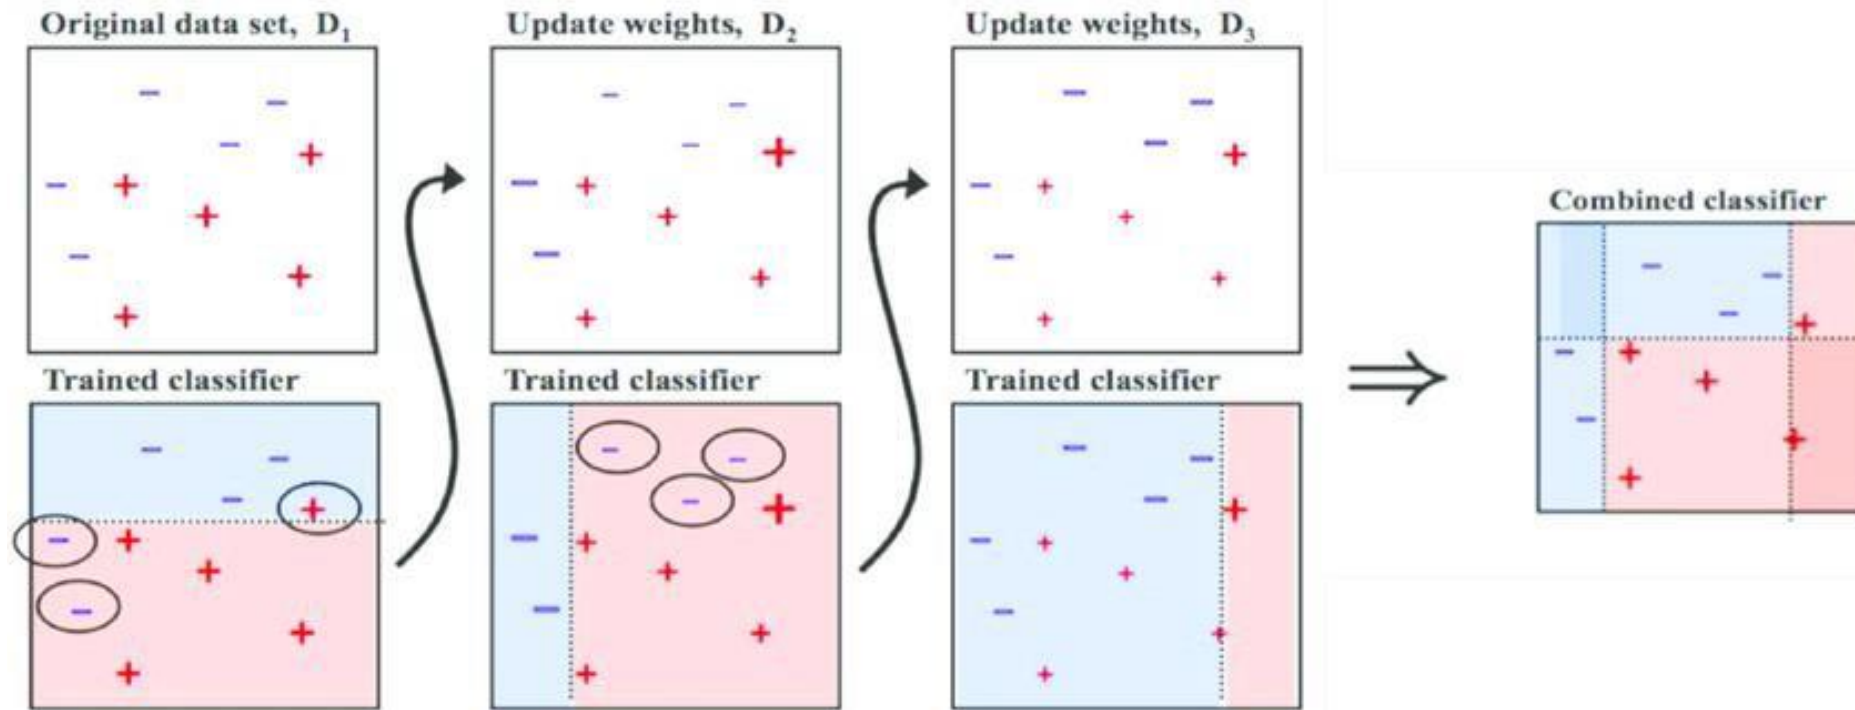 Original data set, D₁
Update weights, D₂
Update weights, D₃
Combined classifier
Trained classifier
Trained classifier
Trained classifier